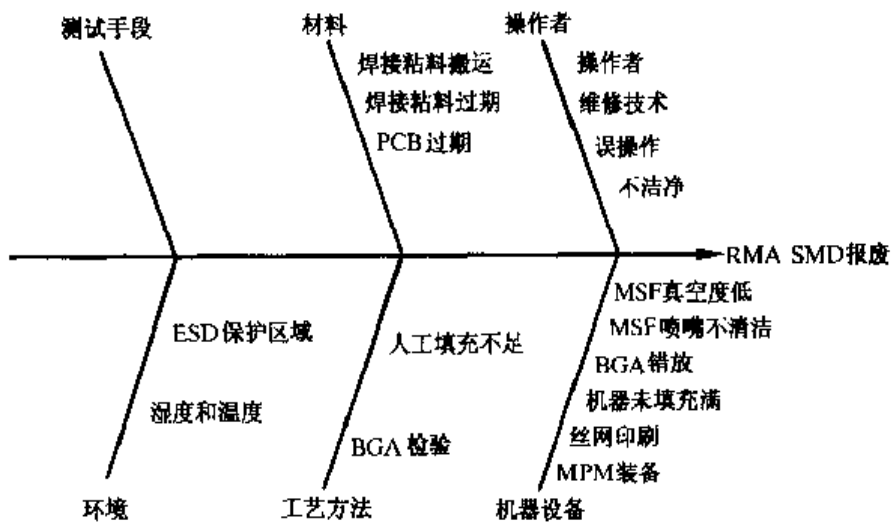 测试手段
材料
操作者
焊接粘料搬运
焊接粘料过期
PCB过期
操作者
维修技术
误操作
不洁净
RMA SMD报废
ESD保护区域
湿度和温度
人工填充不足
BGA检验
MSF真空度低
MSF喷嘴不清洁
BGA错放
机器未填充满
丝网印刷
MPM装备
环境
工艺方法
机器设备